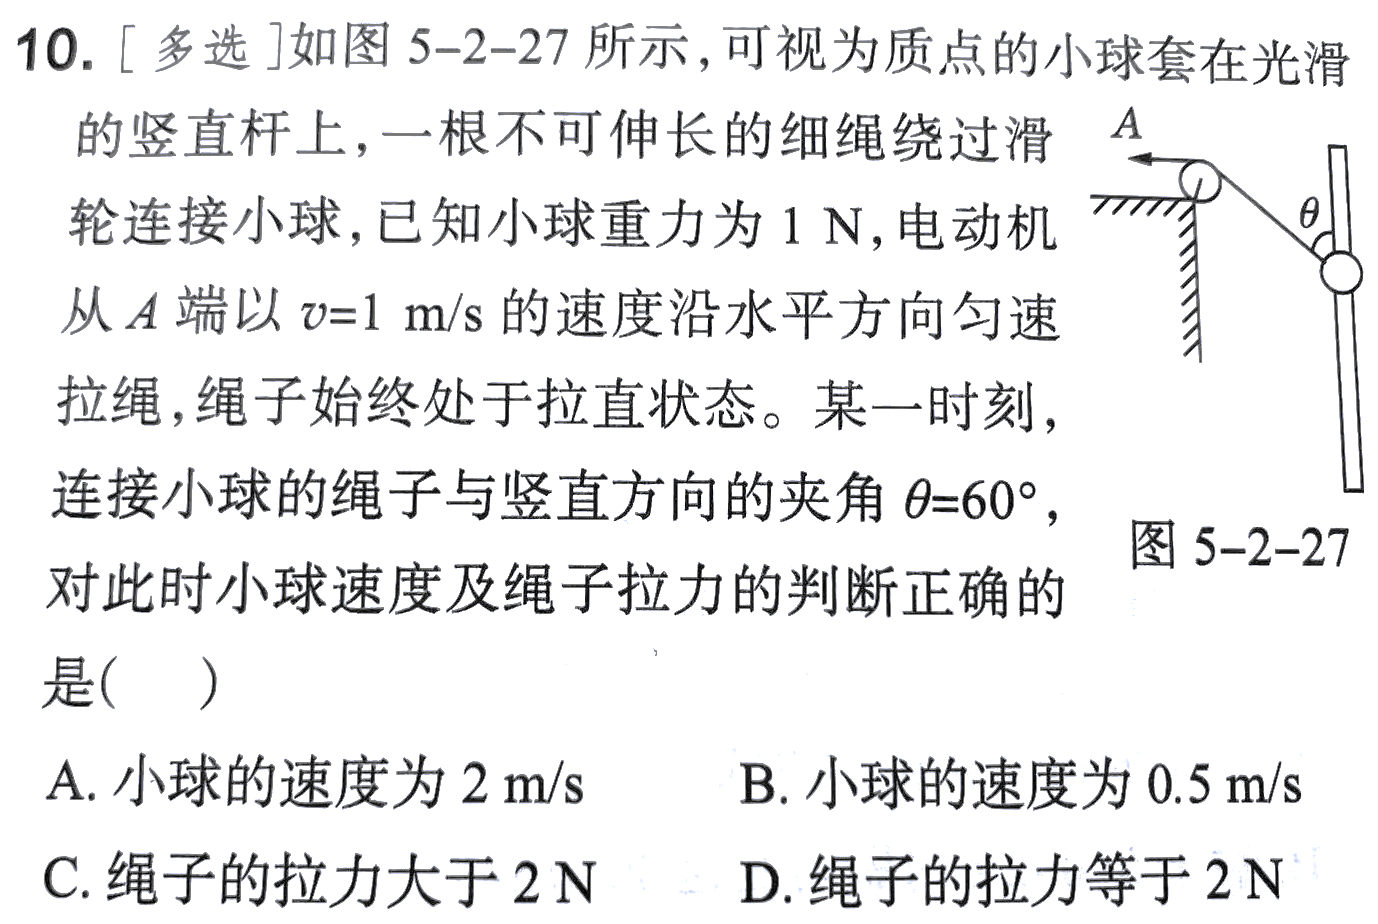 10. [多选]如图 5-2-27 所示,可视为质点的小球套在光滑
的竖直杆上,一根不可伸长的细绳绕过滑
轮连接小球,已知小球重力为 1 N,电动机
从 A 端以 v=1 m/s 的速度沿水平方向匀速
拉绳,绳子始终处于拉直状态。某一时刻,
连接小球的绳子与竖直方向的夹角 θ=60°,
对此时小球速度及绳子拉力的判断正确的
是(    )
A
θ
图 5-2-27
A. 小球的速度为 2 m/s
B. 小球的速度为 0.5 m/s
C. 绳子的拉力大于 2 N
D. 绳子的拉力等于 2 N